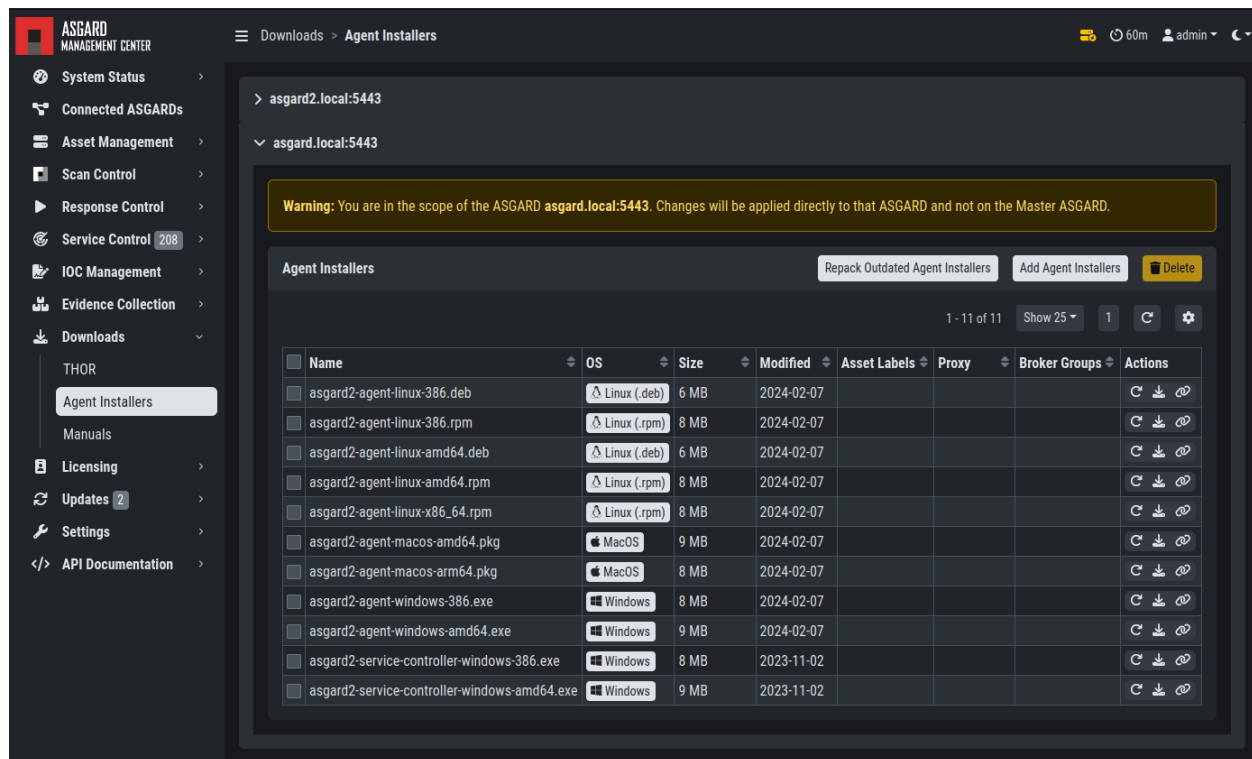 ASGARD
MANAGEMENT CENTER
Downloads > Agent Installers
60m admin
System Status
Connected ASGARDs
Asset Management
Scan Control
Response Control
Service Control 208
IOC Management
Evidence Collection
Downloads
THOR
Agent Installers
Manuals
Licensing
Updates 2
Settings
API Documentation
asgard2.local:5443
asgard.local:5443
Warning: You are in the scope of the ASGARD asgard.local:5443. Changes will be applied directly to that ASGARD and not on the Master ASGARD.
Agent Installers Repack Outdated Agent Installers Add Agent Installers Delete
1 - 11 of 11 Show 25 1
Name OS Size Modified Asset Labels Proxy Broker Groups Actions
asgard2-agent-linux-386.deb Linux (.deb) 6 MB 2024-02-07
asgard2-agent-linux-386.rpm Linux (.rpm) 8 MB 2024-02-07
asgard2-agent-linux-amd64.deb Linux (.deb) 6 MB 2024-02-07
asgard2-agent-linux-amd64.rpm Linux (.rpm) 8 MB 2024-02-07
asgard2-agent-linux-x86_64.rpm Linux (.rpm) 8 MB 2024-02-07
asgard2-agent-macos-amd64.pkg MacOS 9 MB 2024-02-07
asgard2-agent-macos-arm64.pkg MacOS 8 MB 2024-02-07
asgard2-agent-windows-386.exe Windows 8 MB 2024-02-07
asgard2-agent-windows-amd64.exe Windows 9 MB 2024-02-07
asgard2-service-controller-windows-386.exe Windows 8 MB 2023-11-02
asgard2-service-controller-windows-amd64.exe Windows 9 MB 2023-11-02